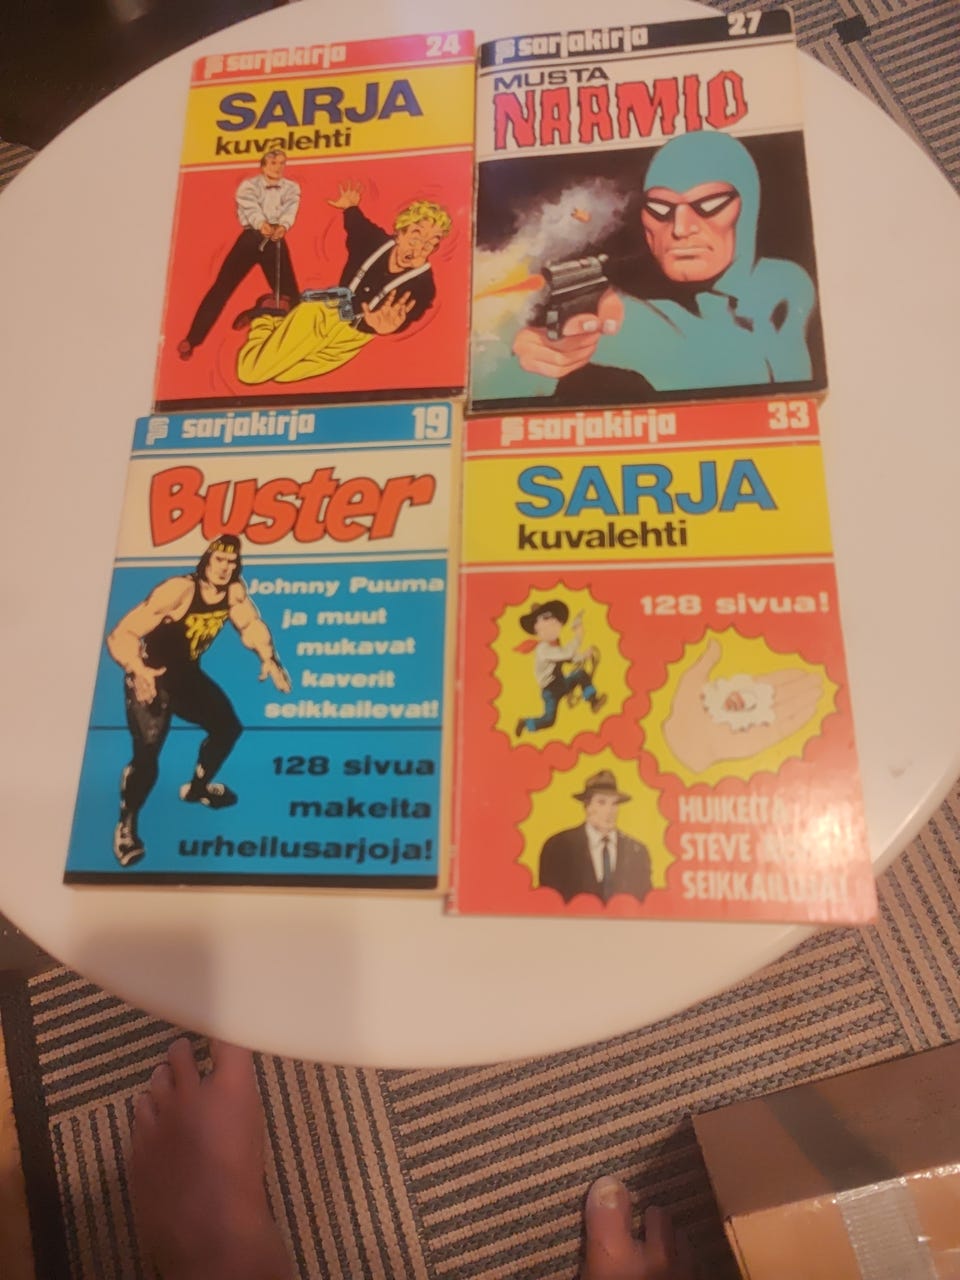 sarjakirja 24
SARJA
kuvalehti
sarjakirja 27
MUSTA
NAAMIO
sarjakirja 19
Buster
Johnny Puuma
ja muut
mukavat
kaverit
seikkailevat!
128 sivua
makeita
urheilusarjoja!
sarjakirja 33
SARJA
kuvalehti
128 sivua!
HUIKEITA
STEVE